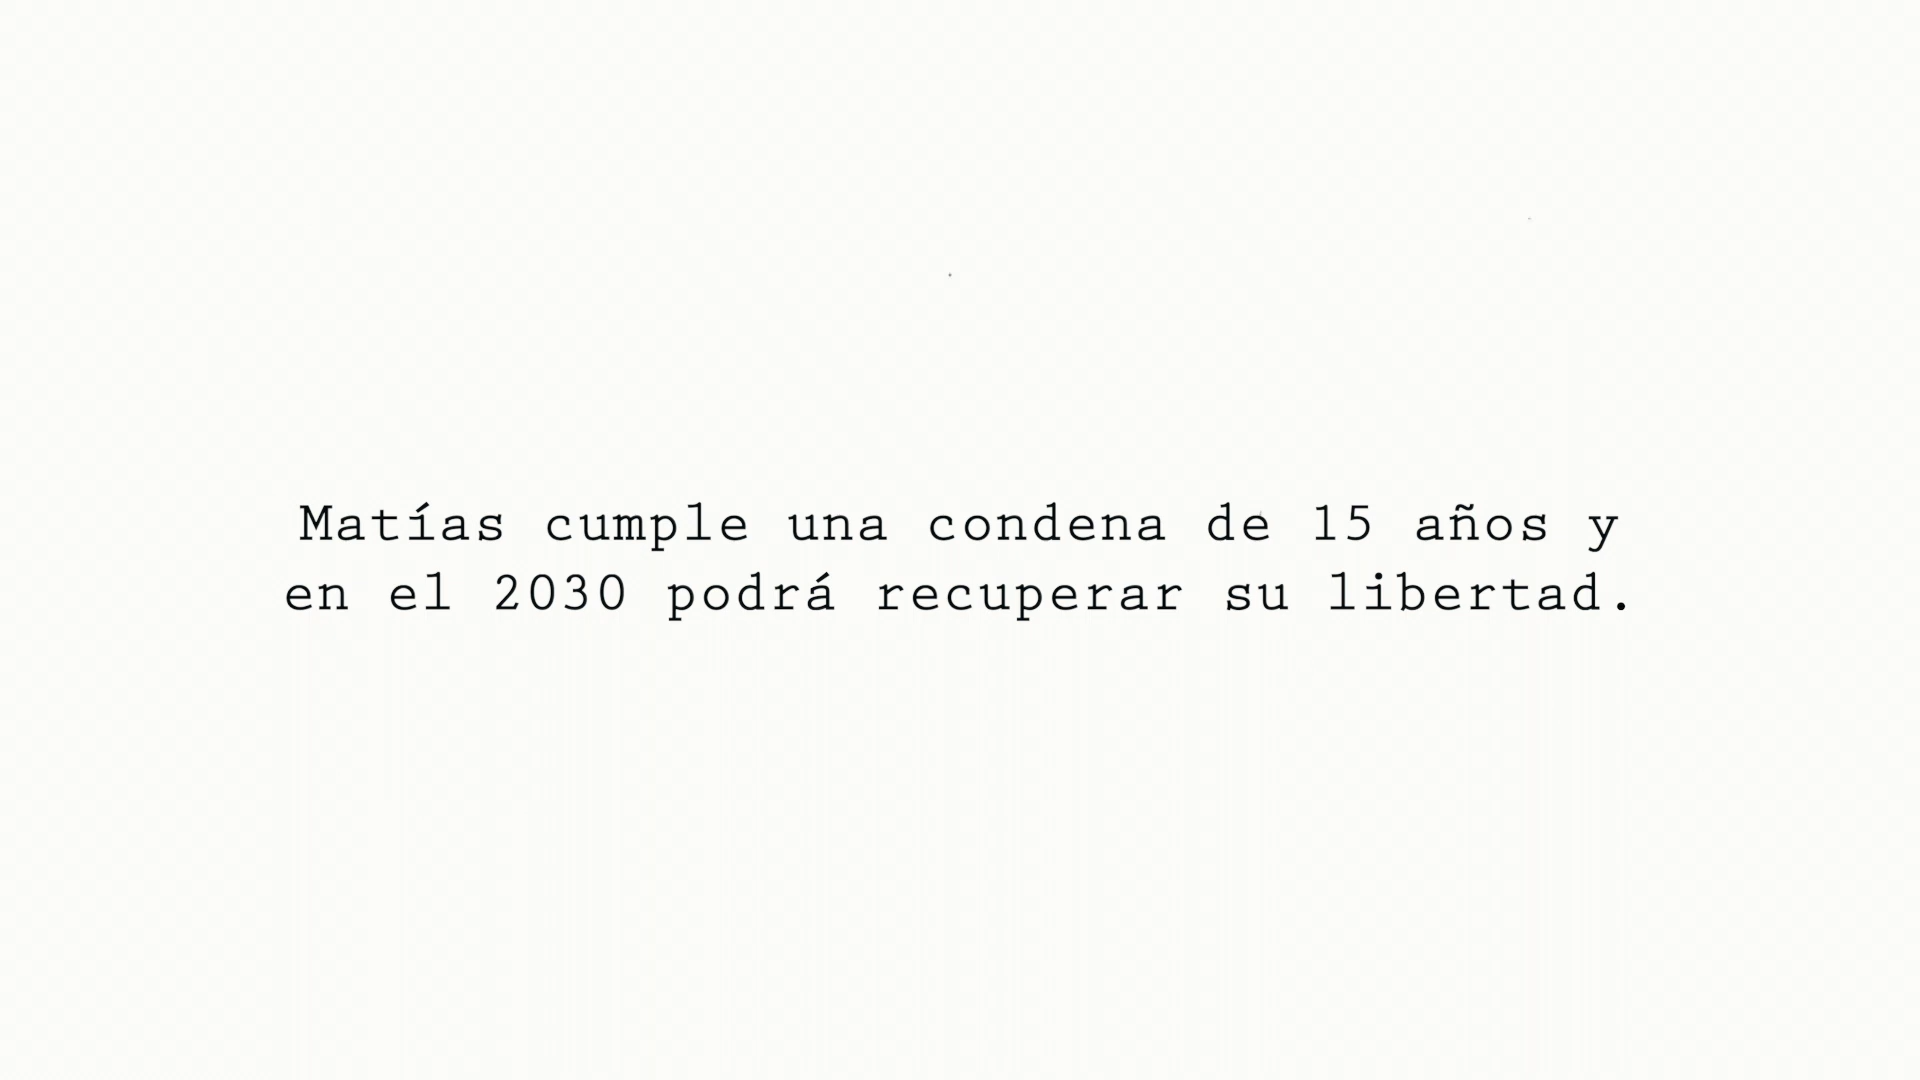 Matías cumple una condena de 15 años y
en el 2030 podrá recuperar su libertad.